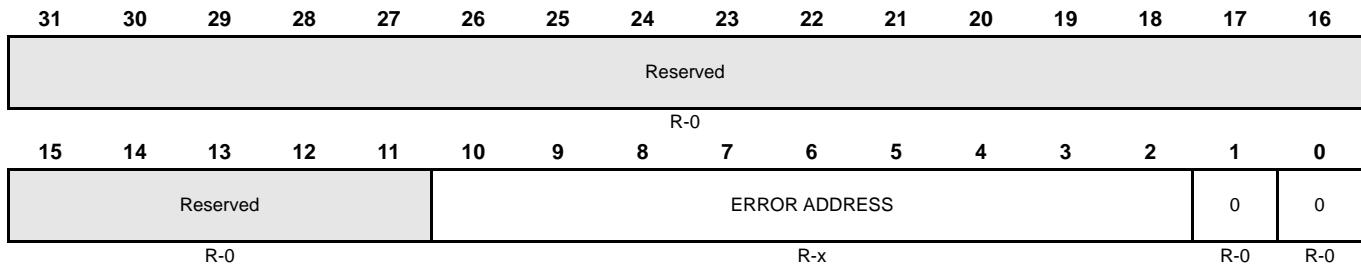 31 30 29 28 27 26 25 24 23 22 21 20 19 18 17 16
Reserved
R-0
15 14 13 12 11 10 9 8 7 6 5 4 3 2 1 0
Reserved ERROR ADDRESS 0 0
R-0 R-x R-0 R-0